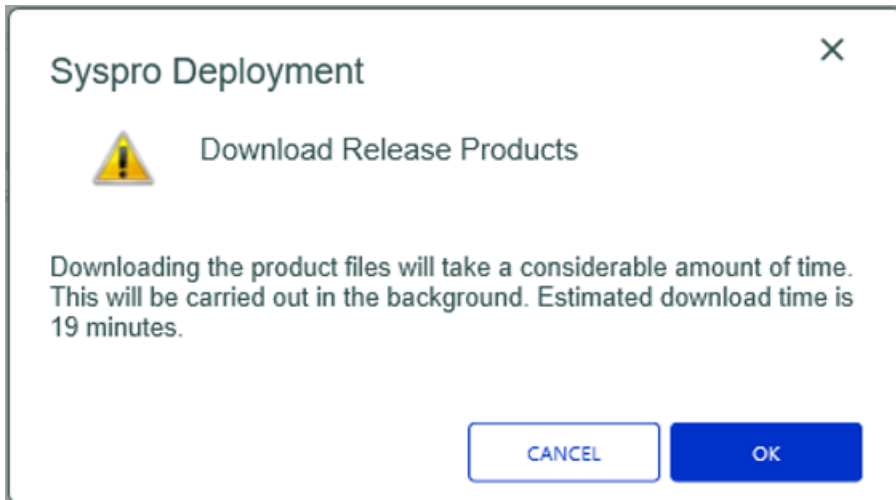 Syspro Deployment
Download Release Products
Downloading the product files will take a considerable amount of time.
This will be carried out in the background. Estimated download time is
19 minutes.
CANCEL
OK